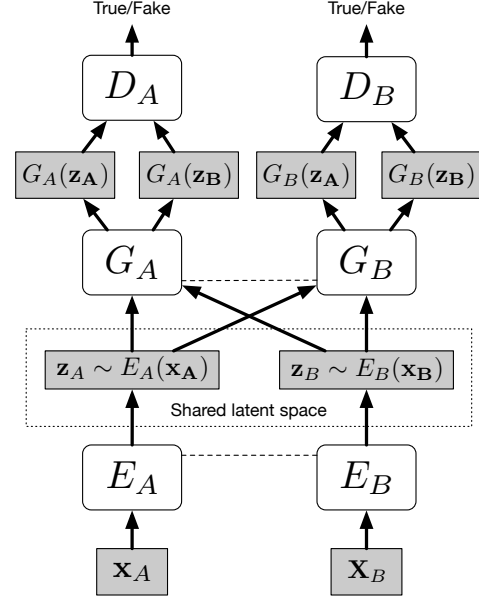 True/Fake True/Fake
D_A D_B
G_A(z_A) G_A(z_B) G_B(z_A) G_B(z_B)
G_A G_B
z_A ∼ E_A(x_A) z_B ∼ E_B(x_B)
Shared latent space
E_A E_B
x_A X_B